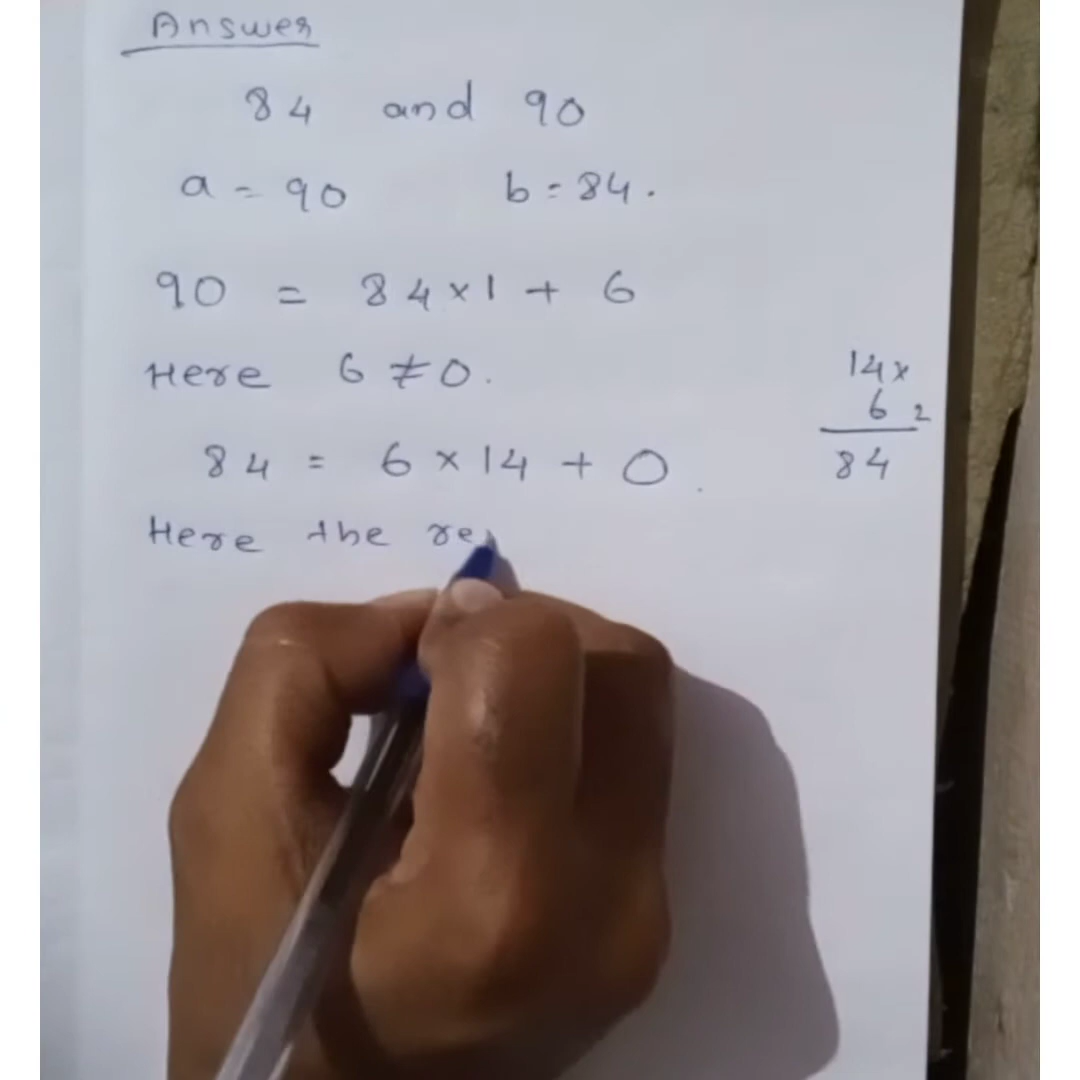 Answer
84 and 90
a = 90 b = 84.
90 = 84 × 1 + 6
Here 6 ≠ 0.
84 = 6 × 14 + 0.
Here the re
14 ×
6 2
84